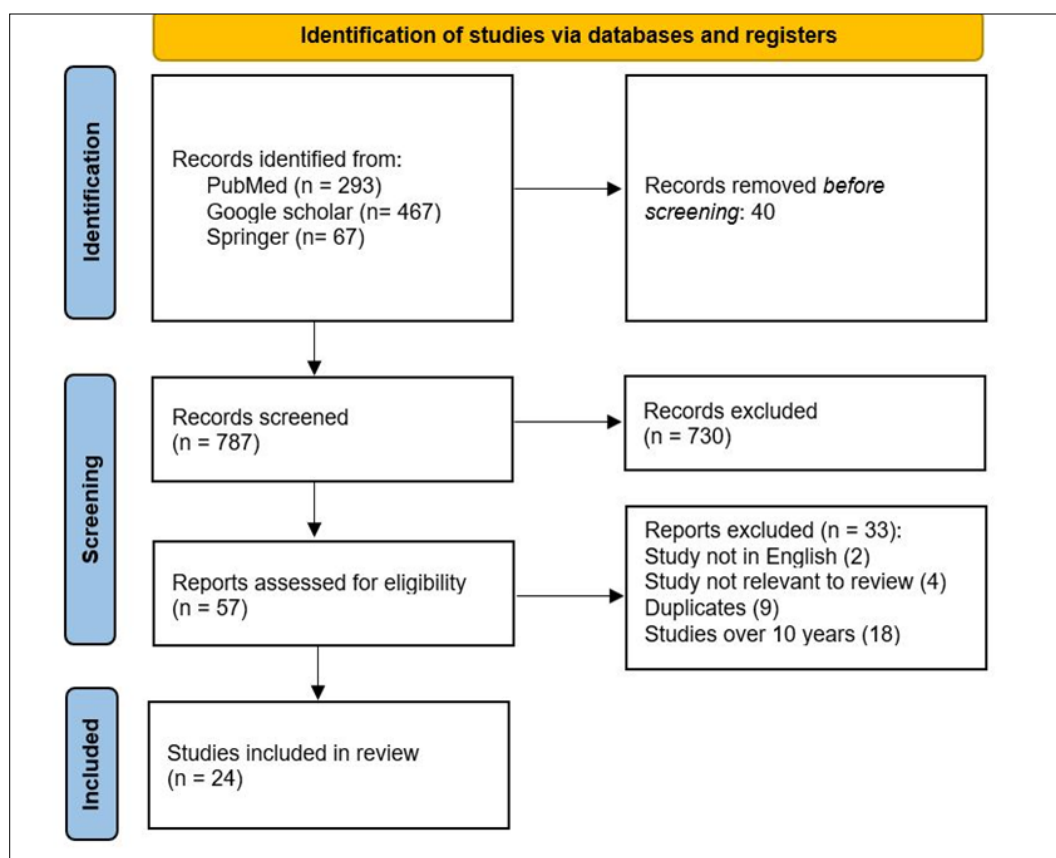 Identification of studies via databases and registers
Identification
Records identified from:
PubMed (n = 293)
Google scholar (n= 467)
Springer (n= 67)
Records removed before
screening: 40
Screening
Records screened
(n = 787)
Records excluded
(n = 730)
Reports assessed for eligibility
(n = 57)
Reports excluded (n = 33):
Study not in English (2)
Study not relevant to review (4)
Duplicates (9)
Studies over 10 years (18)
Included
Studies included in review
(n = 24)